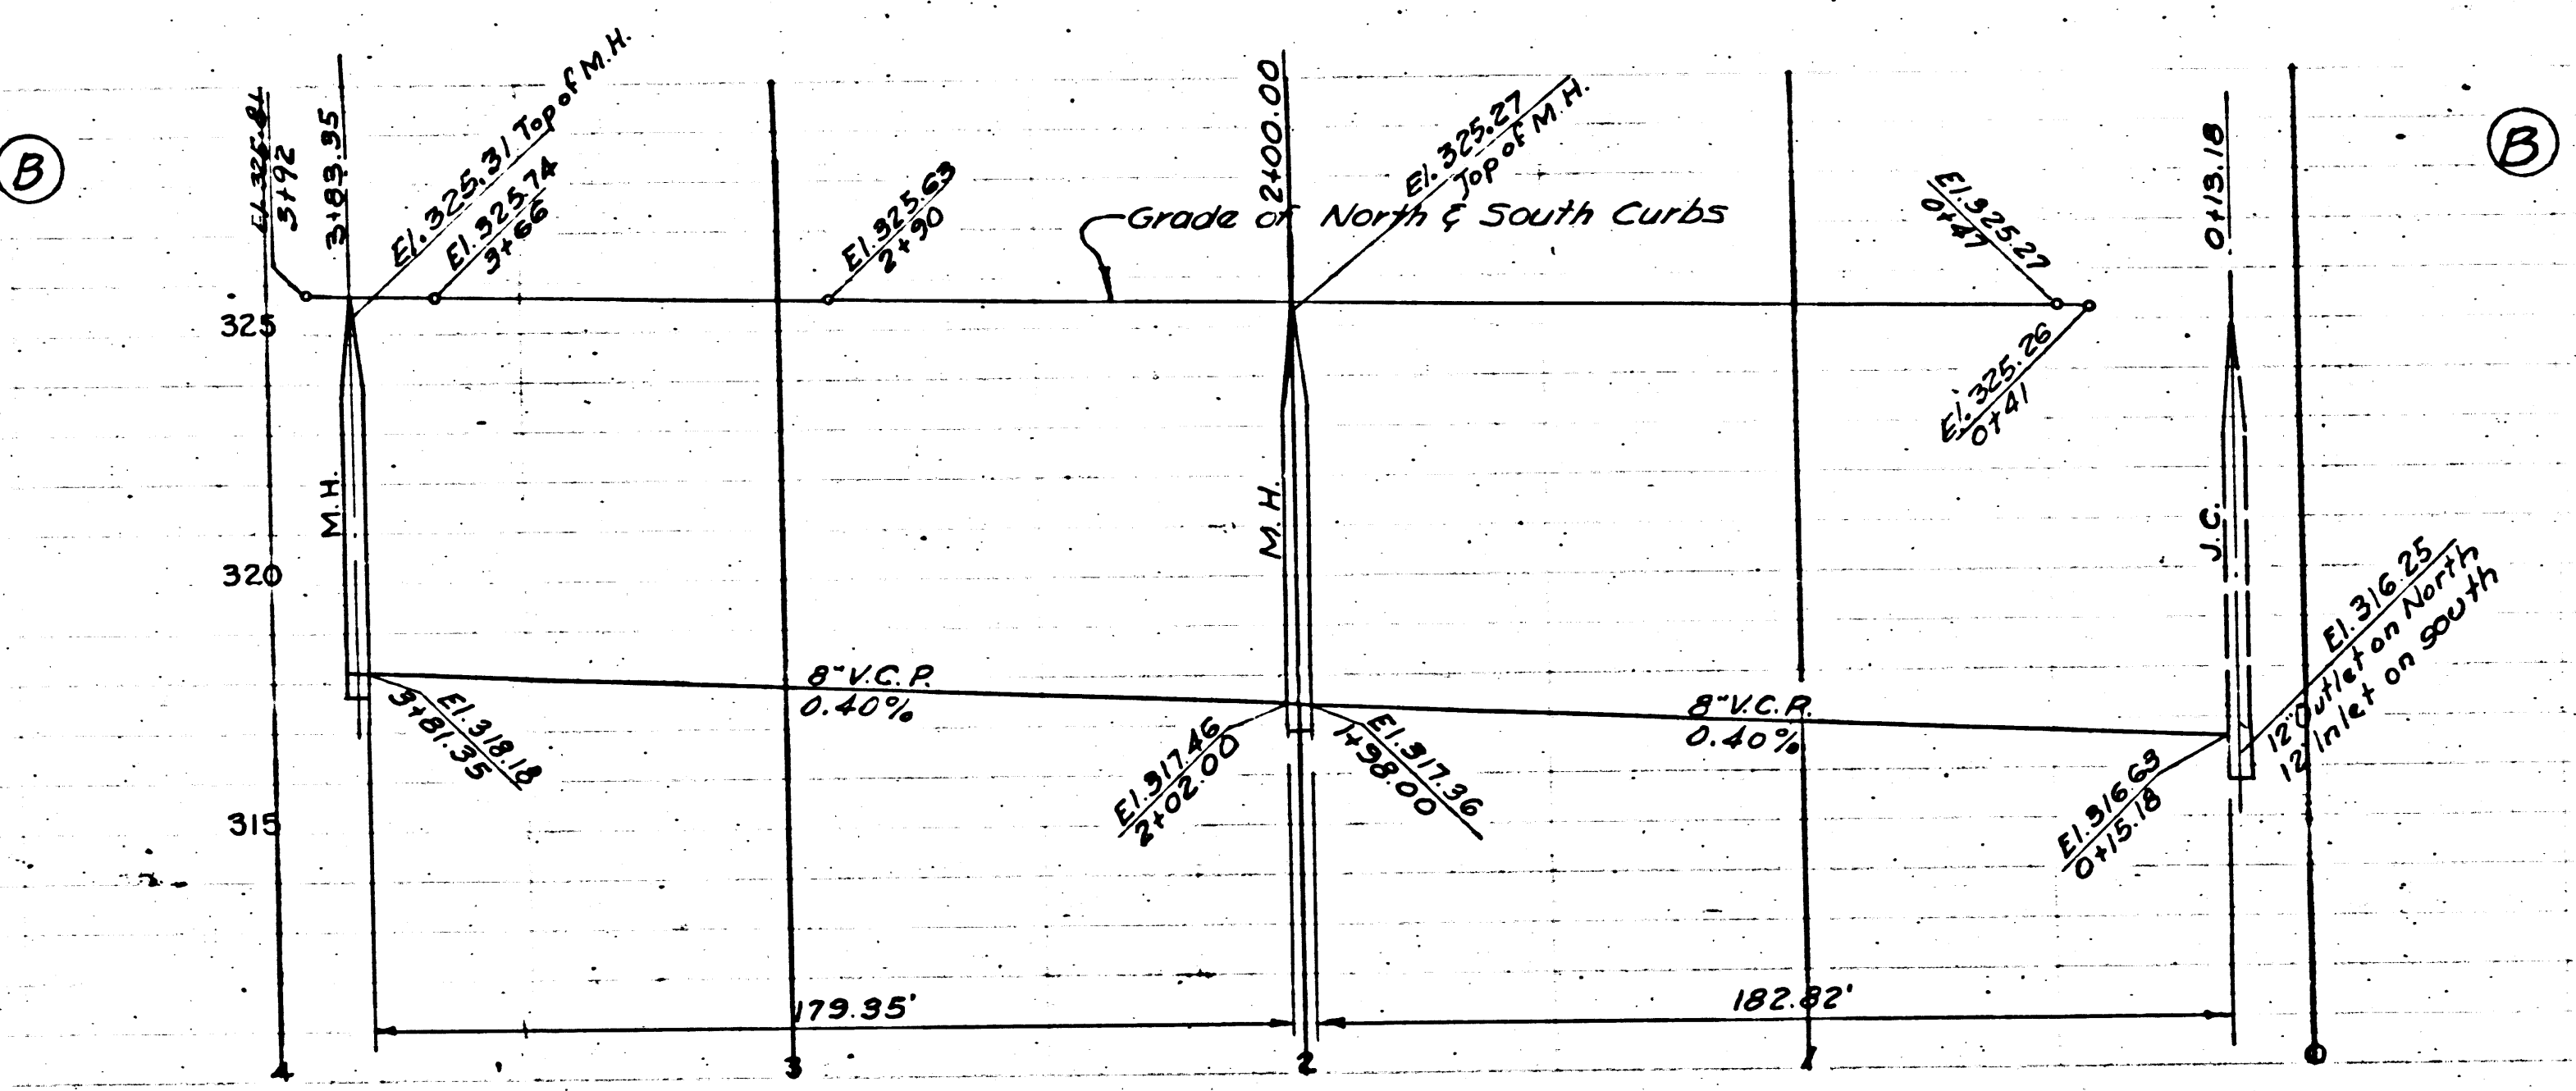 B
El. 325.81
3+92
3+83.35
El. 325.31 Top of M.H.
El. 325.74
3+66
El. 325.63
2+90
2+00.00
El. 325.27
Top of M.H.
Grade of North & South Curbs
El. 325.27
0+47
El. 325.26
0+41
0+13.18
B
325
320
315
M.H.
M.H.
J.C.
El. 316.25
12" Outlet on North
12" Inlet on South
8" V.C.P.
0.40%
8" V.C.P.
0.40%
El. 318.18
3+81.35
El. 317.46
2+02.00
El. 317.36
1+98.00
El. 316.63
0+15.18
179.35'
182.82'
4
3
2
1
0